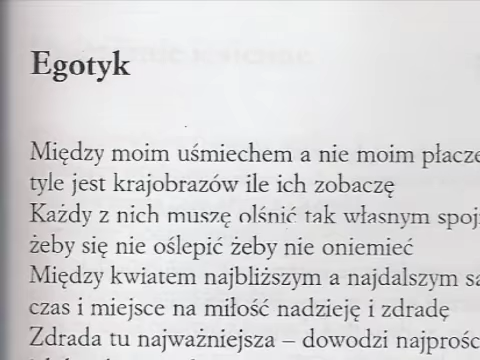 Egotyk
Między moim uśmiechem a nie moim płacze
tyle jest krajobrazów ile ich zobaczę
Każdy z nich muszę olśnić tak własnym spoj
żeby się nie oślepić żeby nie oniemieć
Między kwiatem najbliższym a najdalszym
czas i miejsce na miłość nadzieję i zdradę
Zdrada tu najważniejsza – dowodzi najprośc